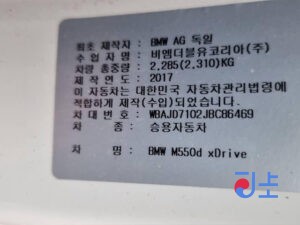 최초 제작자 : BMW AG 독일
수 입 자 명 : 비엠더블유코리아(주)
차량 총중량 : 2,285(2,310)KG
제 작 연 도 : 2017
이 자동차는 대한민국 자동차관리법령에
적합하게 제작(수입)되었습니다.
차 대 번 호 : WBAJD7102JBC86469
차 종 : 승용자동차
차 명 : BMW M550d xDrive